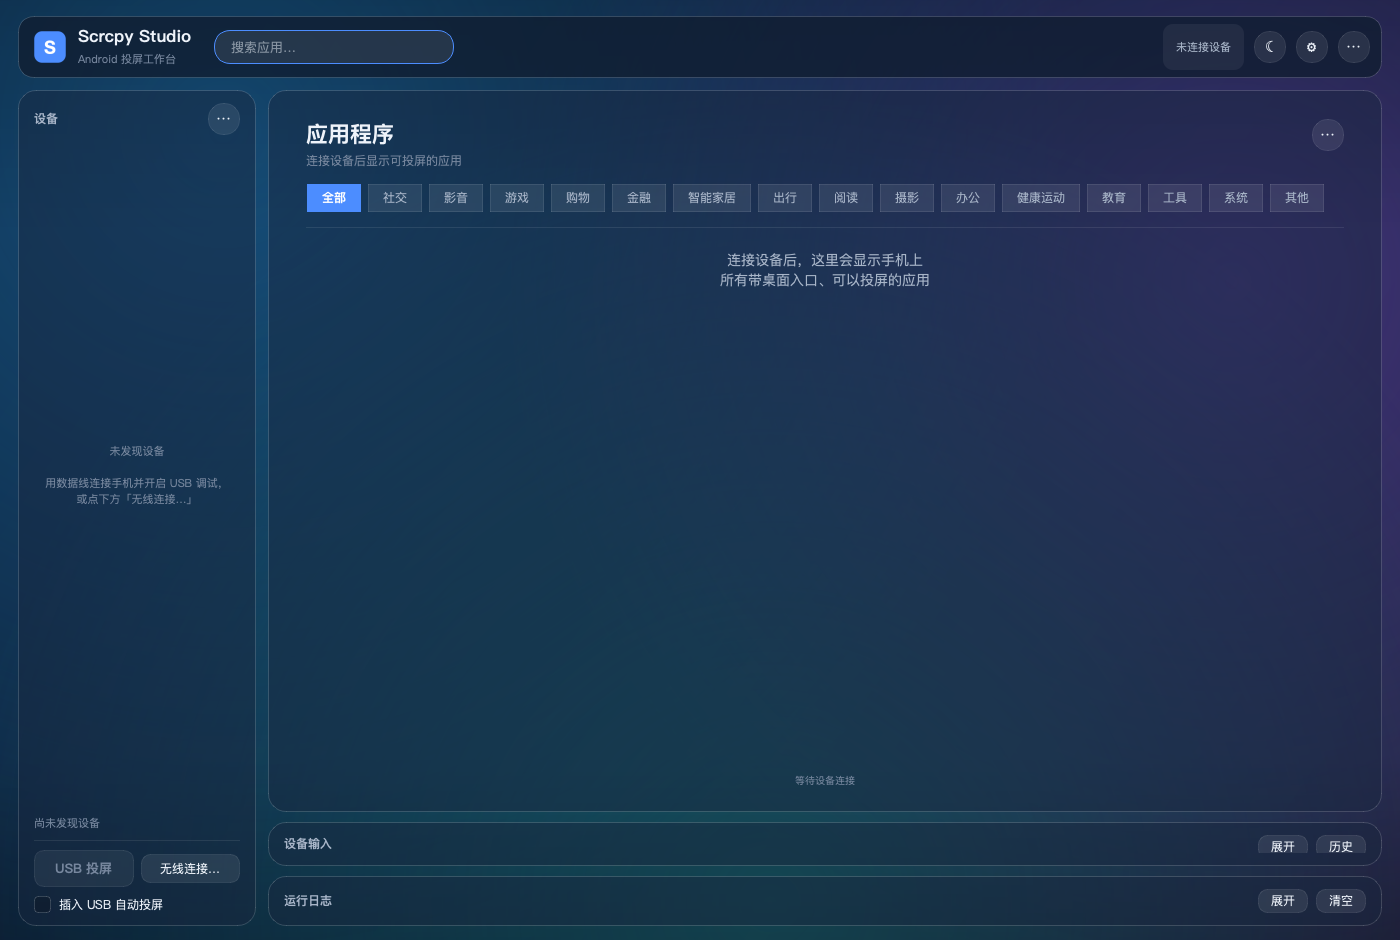 S
Scrcpy Studio
Android 投屏工作台
搜索应用...
未连接设备
设备
应用程序
连接设备后显示可投屏的应用
全部 社交 影音 游戏 购物 金融 智能家居 出行 阅读 摄影 办公 健康运动 教育 工具 系统 其他
连接设备后，这里会显示手机上
所有带桌面入口、可以投屏的应用
未发现设备
用数据线连接手机并开启 USB 调试,
或点下方「无线连接...」
等待设备连接
尚未发现设备
USB 投屏
无线连接...
插入 USB 自动投屏
设备输入
展开 历史
运行日志
展开 清空